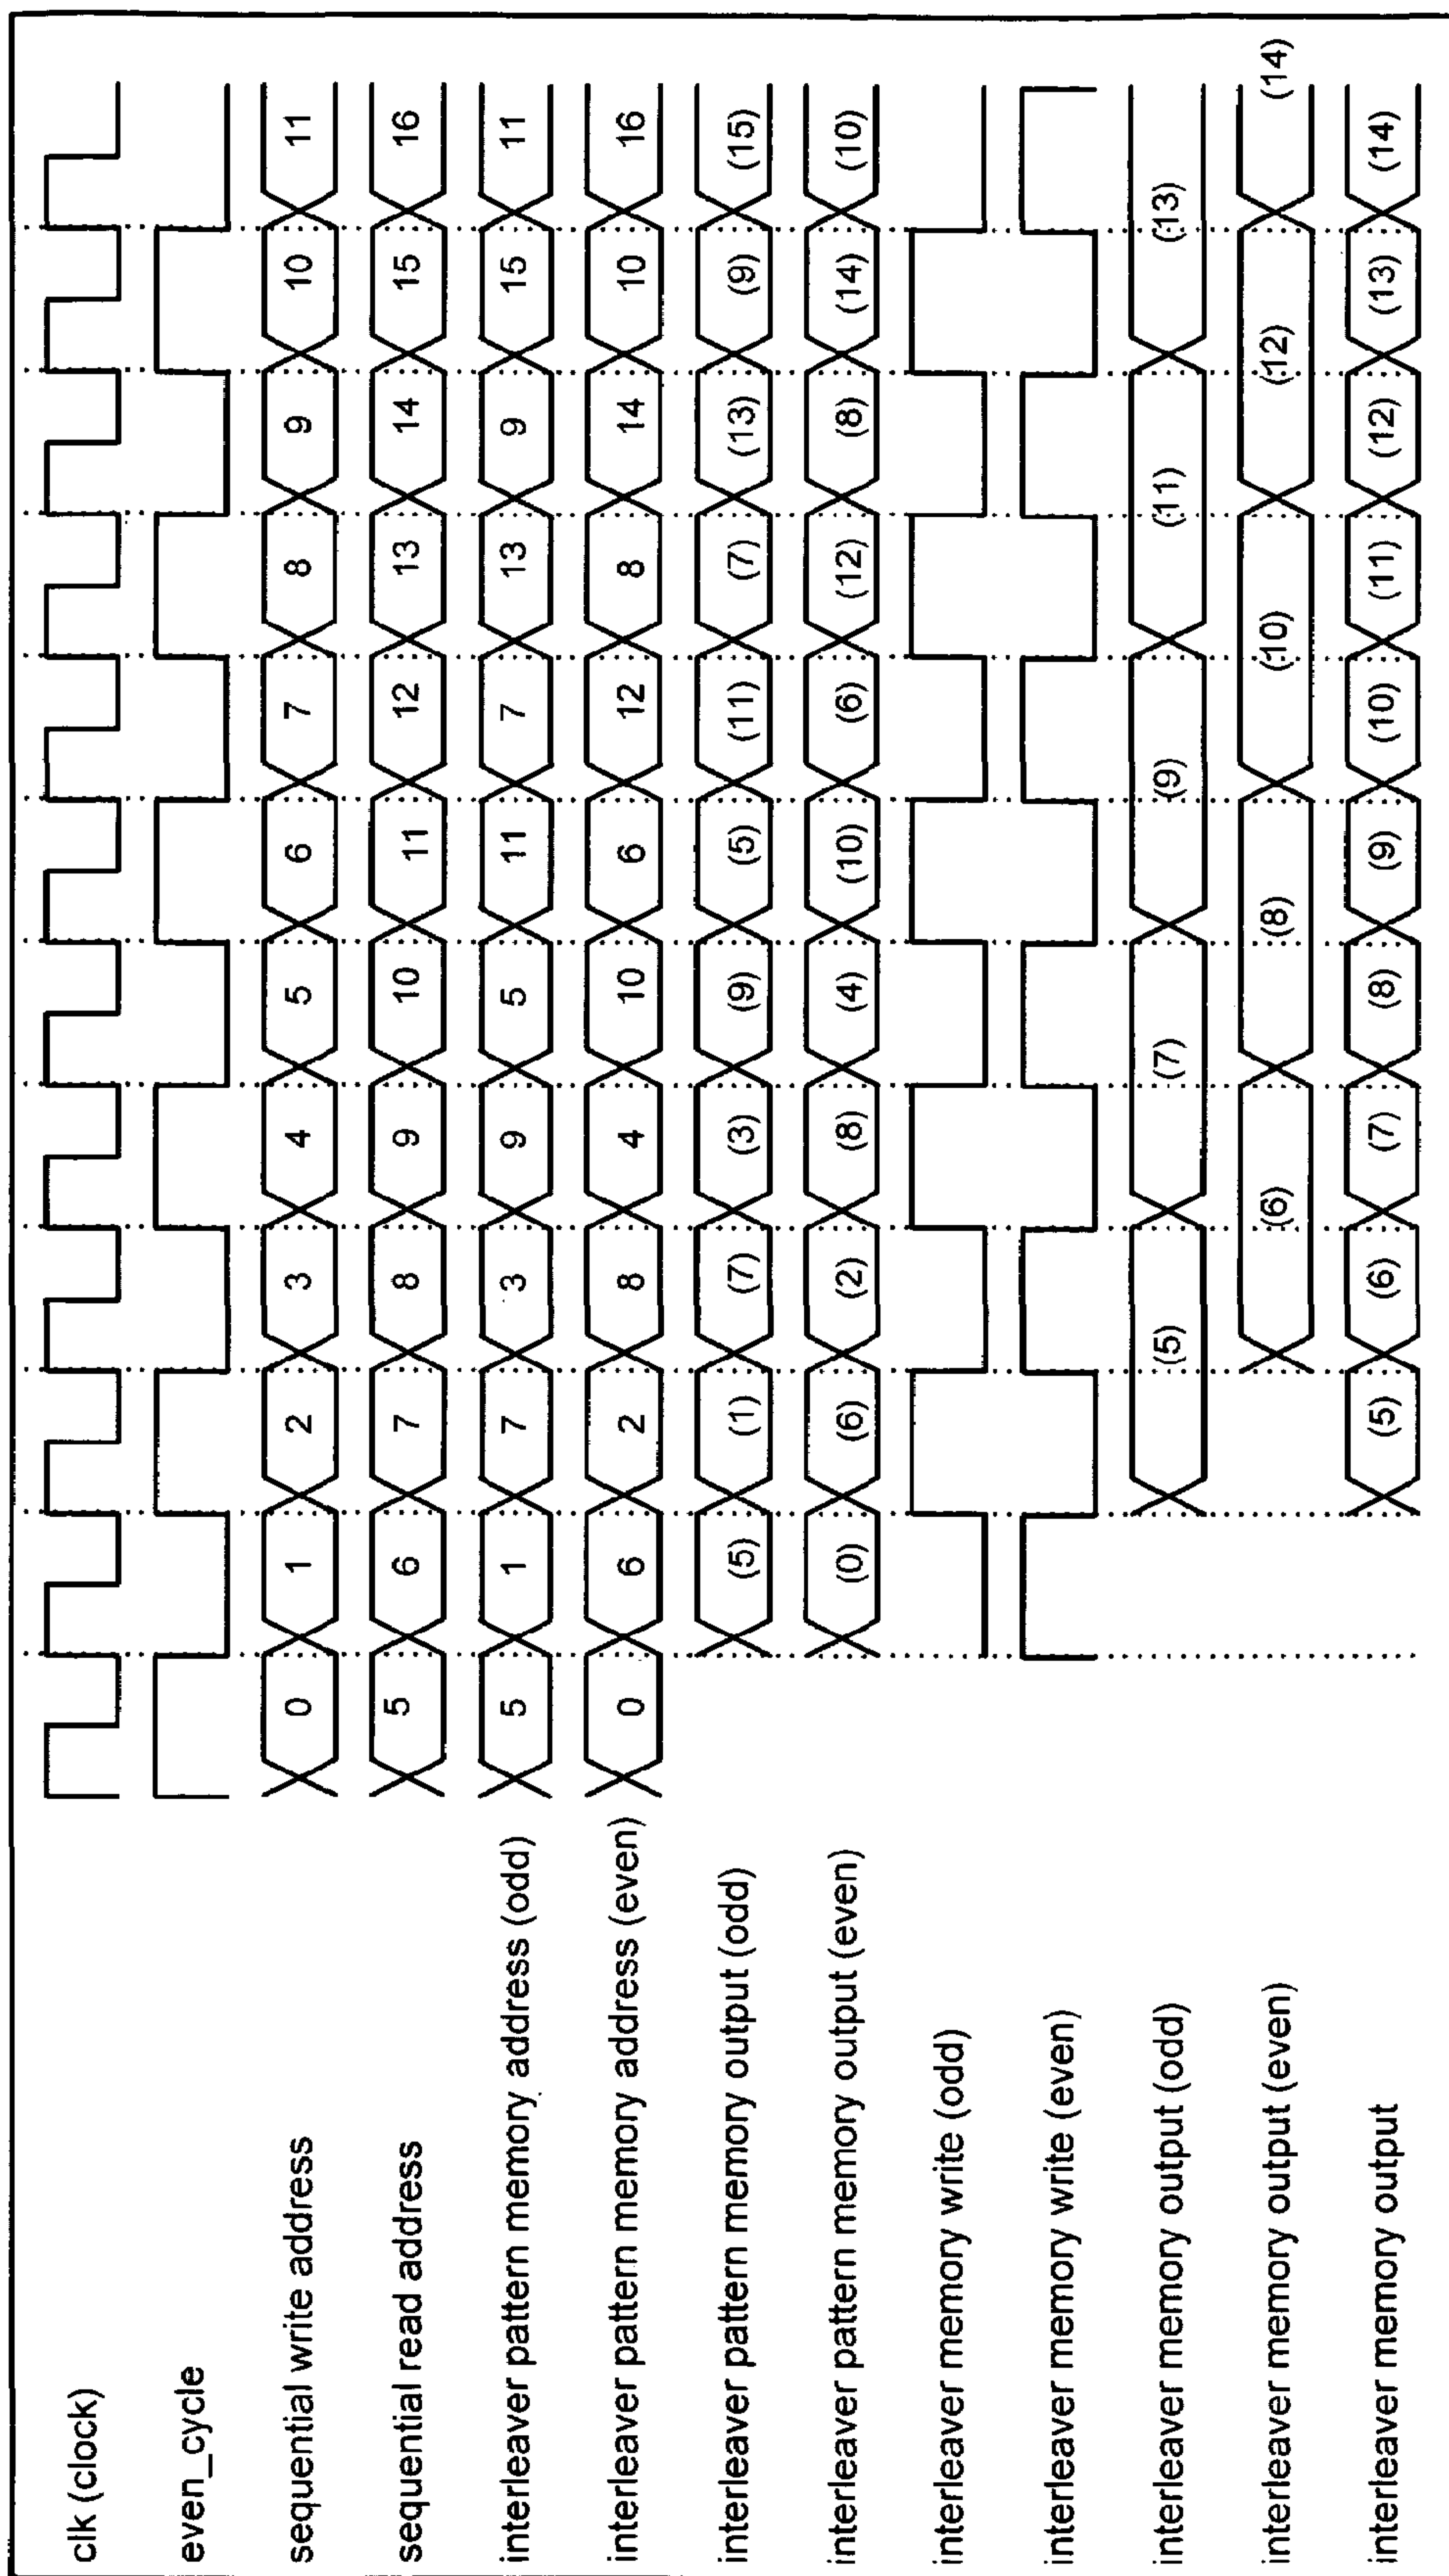 clk (clock)
even_cycle
sequential write address 0 1 2 3 4 5 6 7 8 9 10 11
sequential read address 5 6 7 8 9 10 11 12 13 14 15 16
interleaver pattern memory address (odd) 5 1 7 3 9 5 11 7 13 9 15 11
interleaver pattern memory address (even) 0 6 2 8 4 10 6 12 8 14 10 16
interleaver pattern memory output (odd) (5) (1) (7) (3) (9) (5) (11) (7) (13) (9) (15)
interleaver pattern memory output (even) (0) (6) (2) (8) (4) (10) (6) (12) (8) (14) (10)
interleaver memory write (odd)
interleaver memory write (even)
interleaver memory output (odd) (5) (7) (9) (11) (13)
interleaver memory output (even) (6) (8) (10) (12) (14)
interleaver memory output (5) (6) (7) (8) (9) (10) (11) (12) (13) (14)